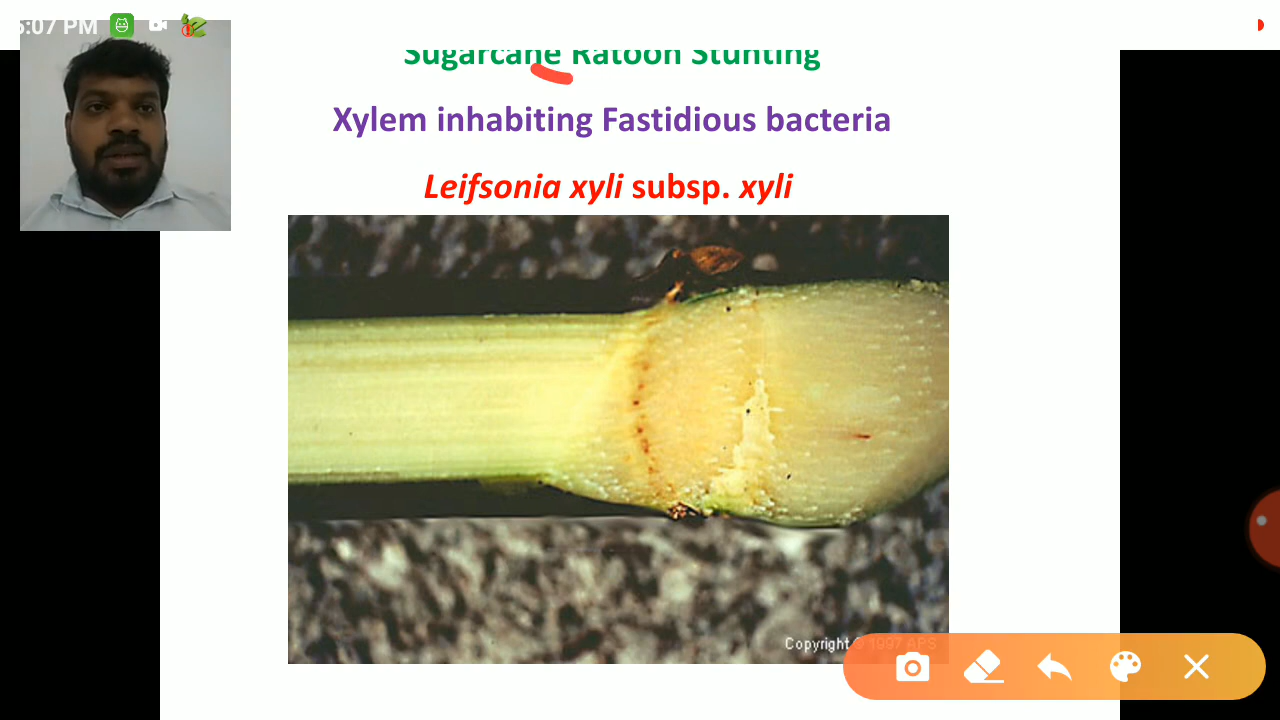 5:07 PM
Sugarcane Ratoon Stunting
Xylem inhabiting Fastidious bacteria
Leifsonia xyli subsp. xyli
Copyright © 1997 APS